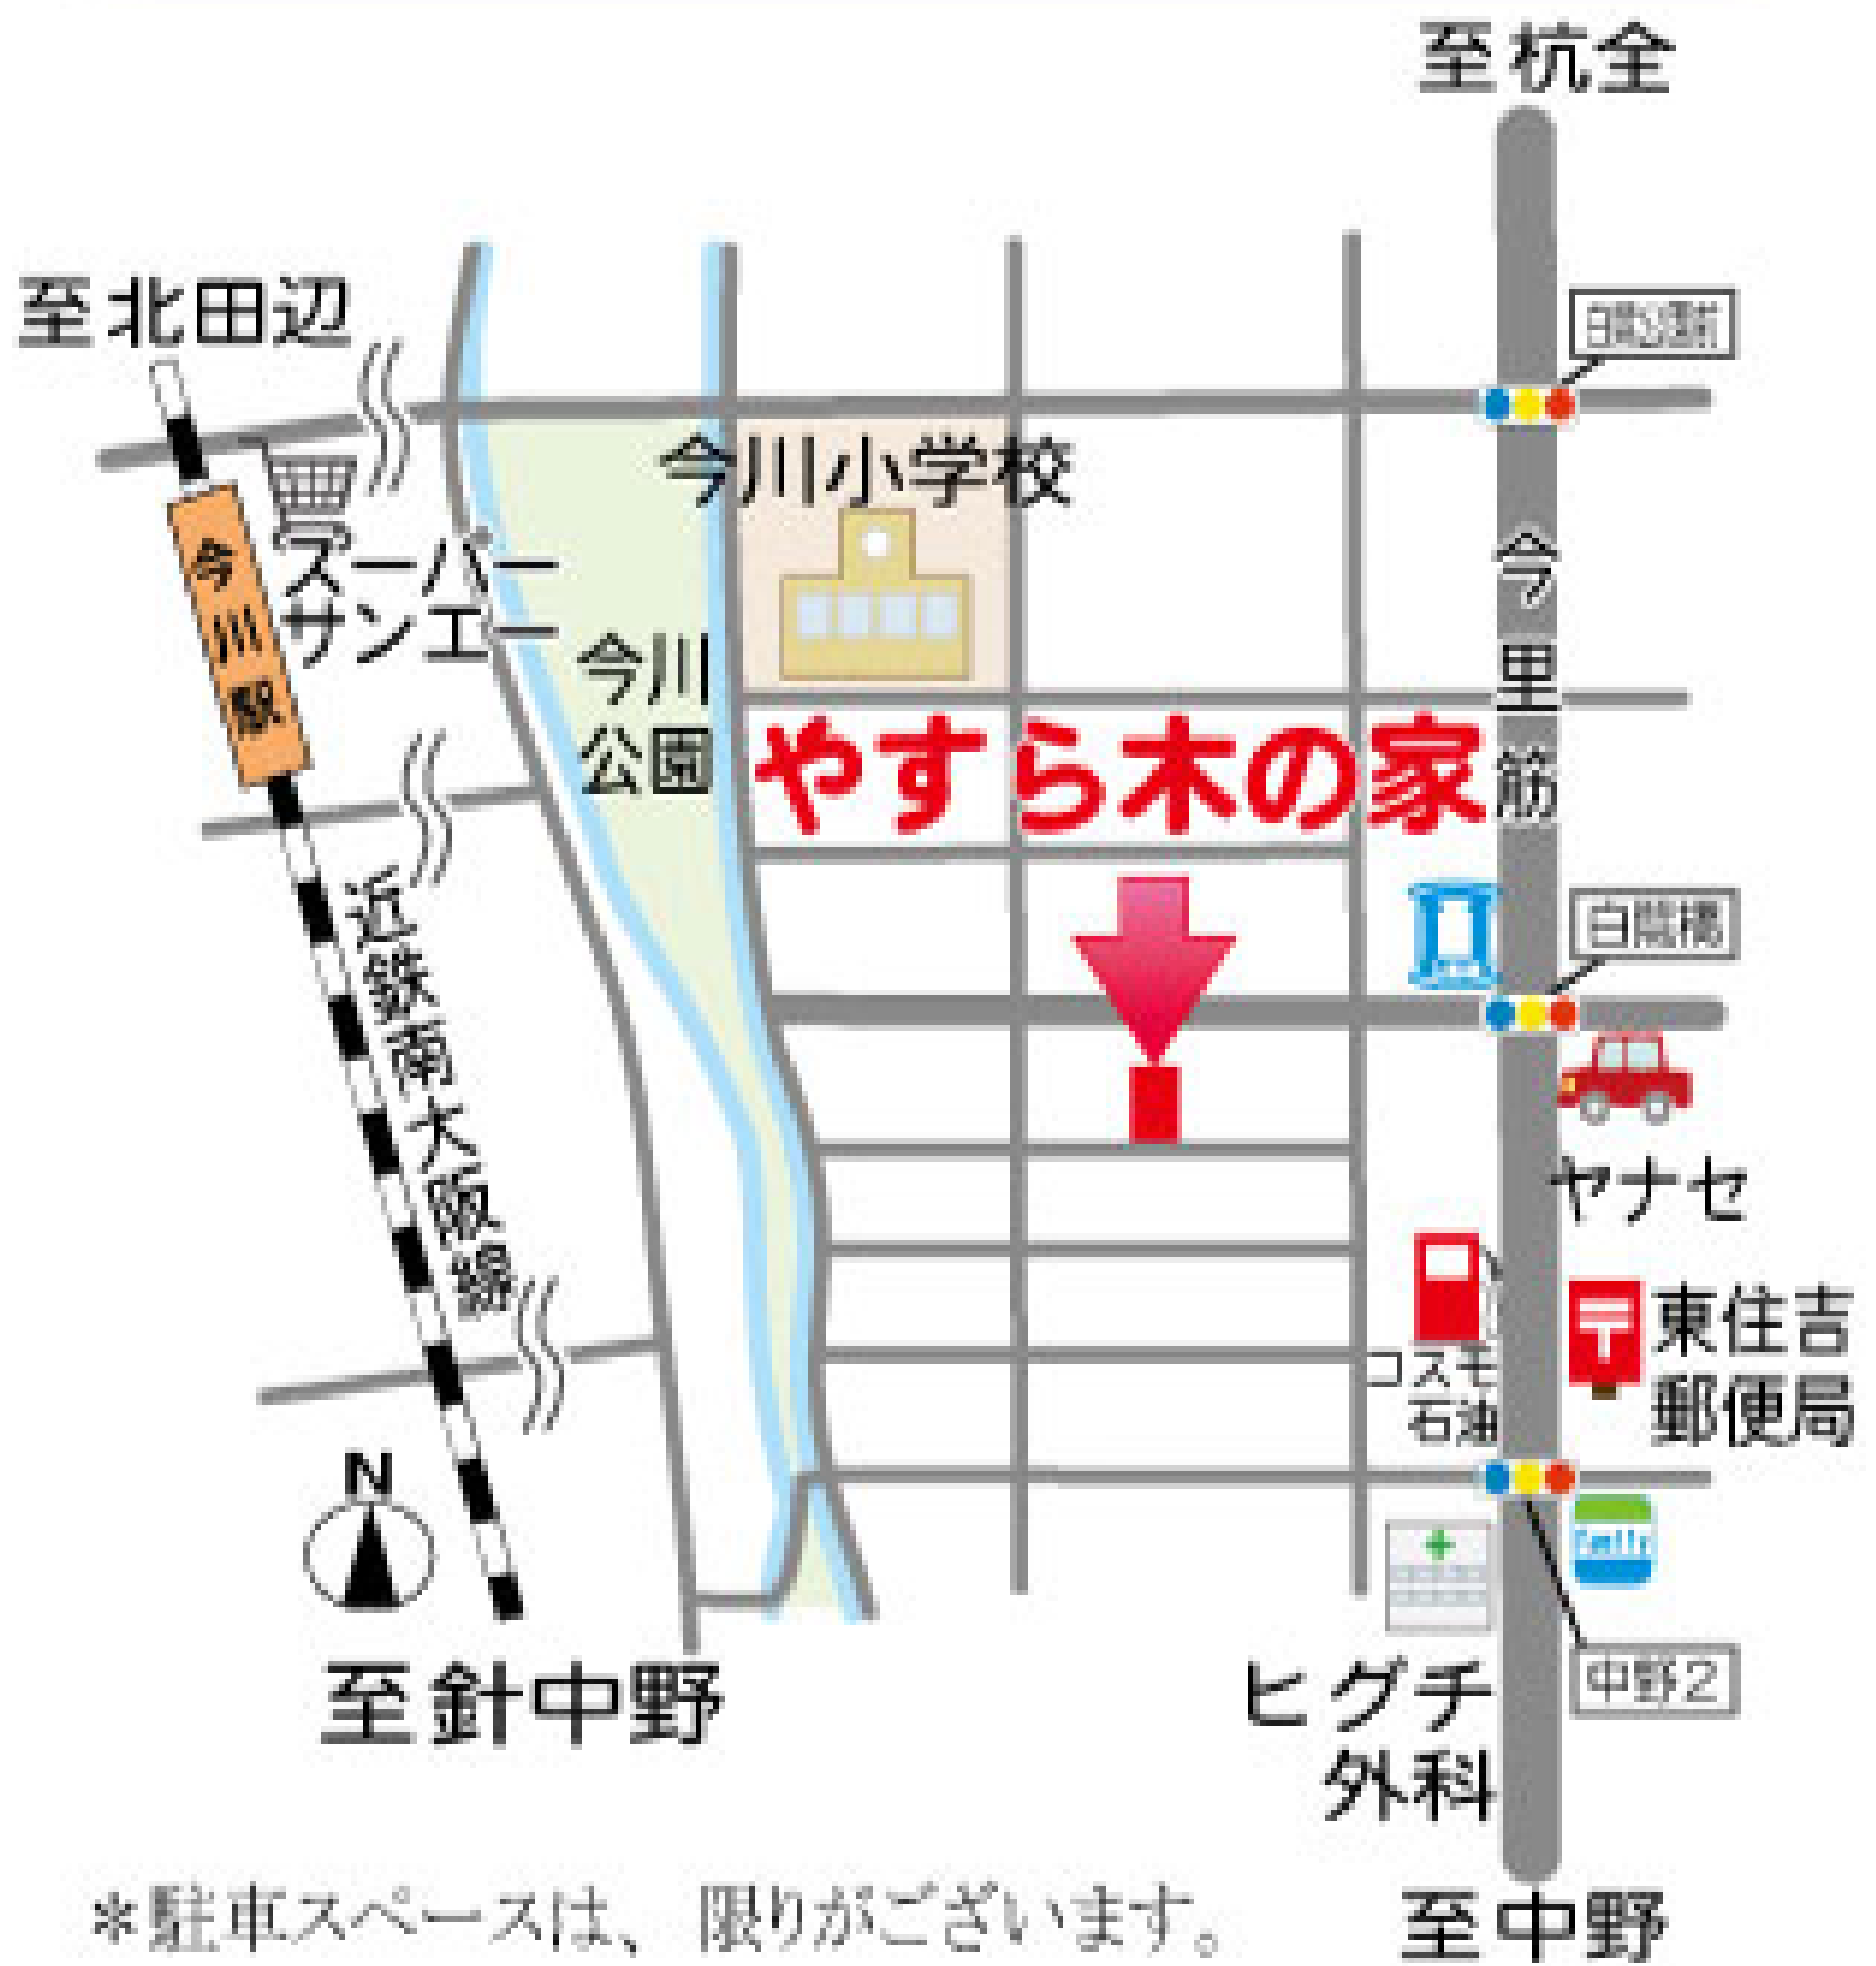 至杭全
至北田辺
今川小学校
スーパー
サンエー
今川駅
今川
公園
今里筋
やすら木の家
白鷺橋
近鉄南大阪線
ヤナセ
コスモ
石油
東住吉
郵便局
N
中野2
至針中野
ヒグチ
外科
至中野
*駐車スペースは、限りがございます。